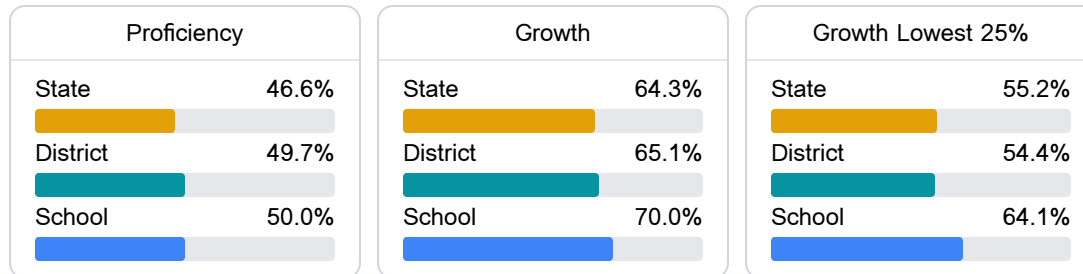 Proficiency
State 46.6%
District 49.7%
School 50.0%
Growth
State 64.3%
District 65.1%
School 70.0%
Growth Lowest 25%
State 55.2%
District 54.4%
School 64.1%